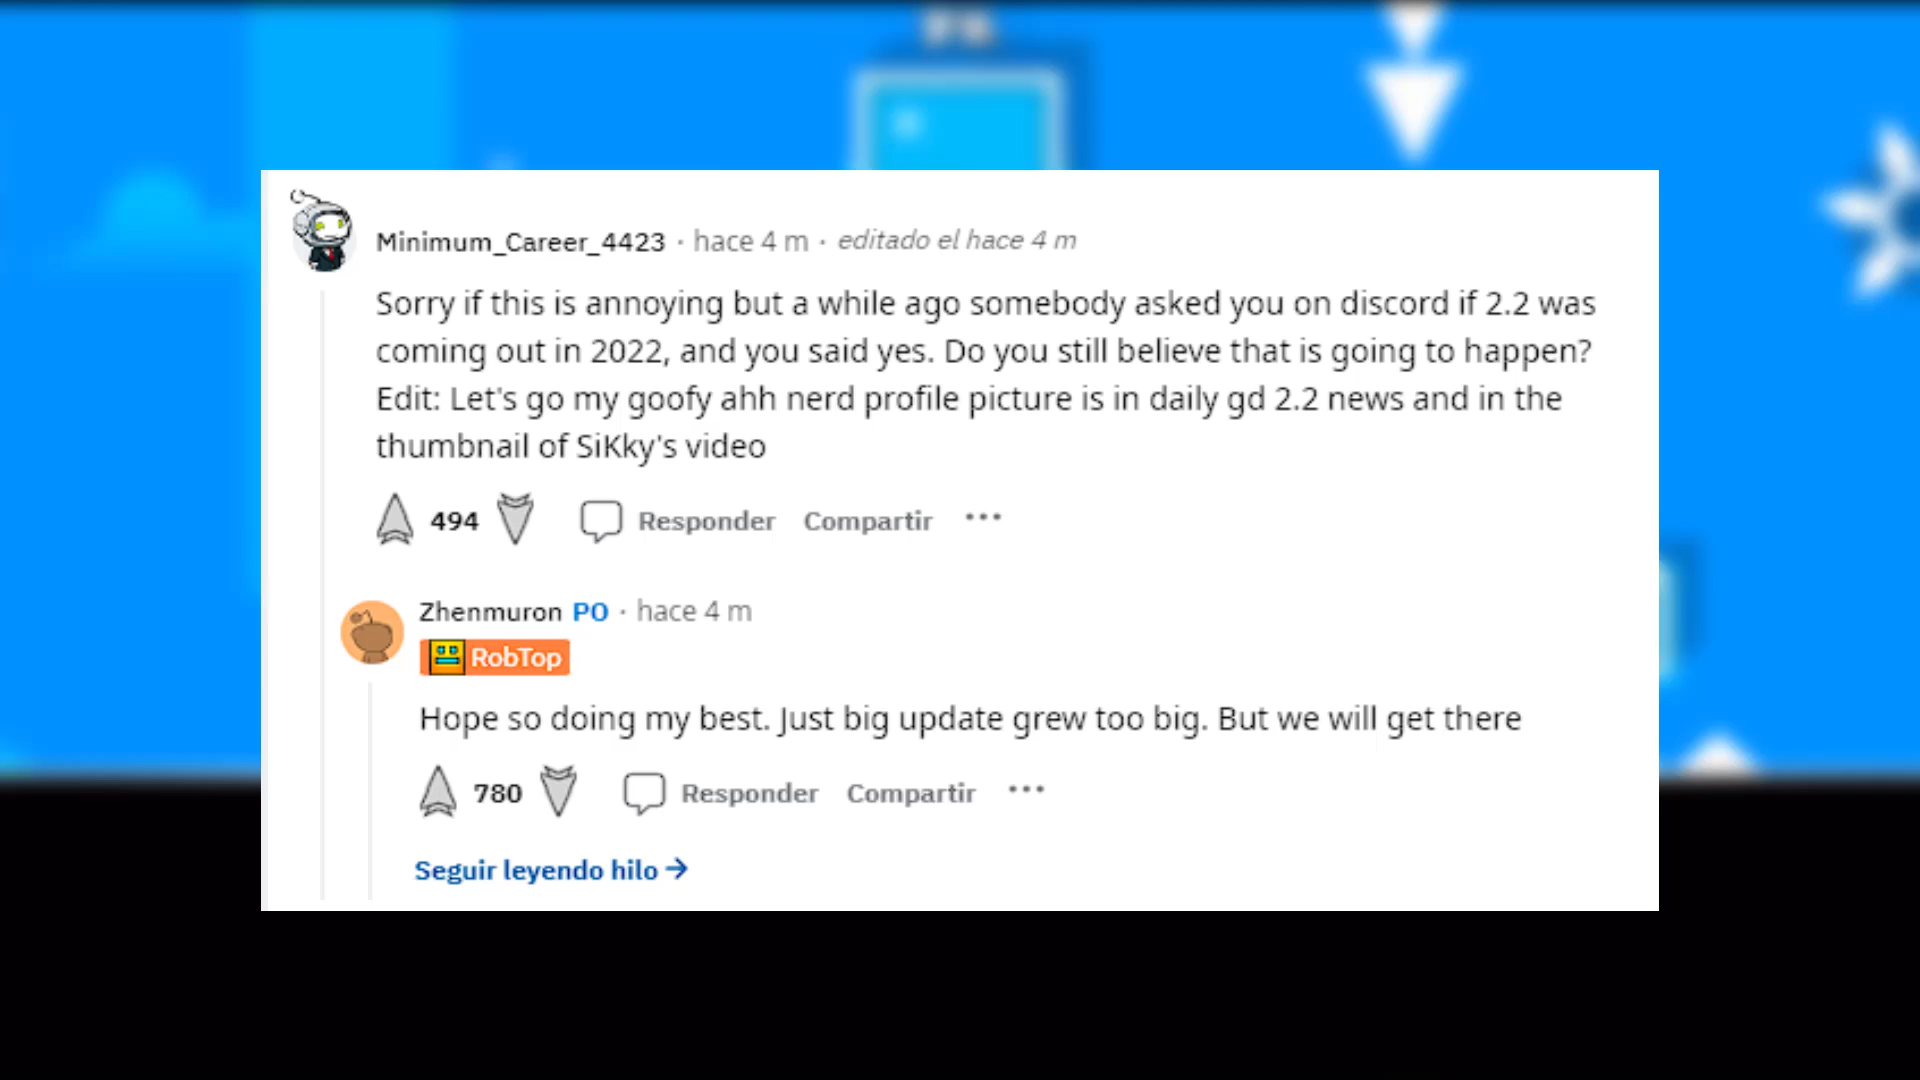 Minimum_Career_4423 · hace 4 m · editado el hace 4 m
Sorry if this is annoying but a while ago somebody asked you on discord if 2.2 was
coming out in 2022, and you said yes. Do you still believe that is going to happen?
Edit: Let's go my goofy ahh nerd profile picture is in daily gd 2.2 news and in the
thumbnail of SiKky's video
494 Responder Compartir ···
Zhenmuron PO · hace 4 m
RobTop
Hope so doing my best. Just big update grew too big. But we will get there
780 Responder Compartir ···
Seguir leyendo hilo →